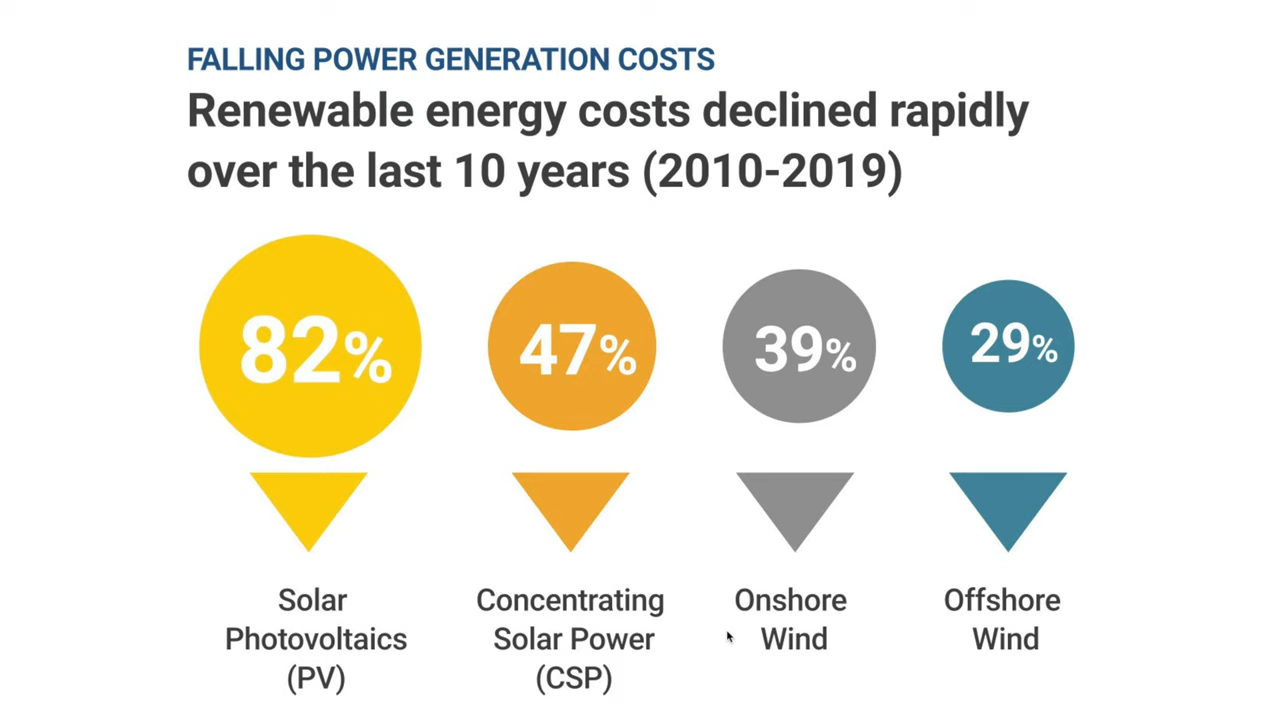 FALLING POWER GENERATION COSTS
Renewable energy costs declined rapidly
over the last 10 years (2010-2019)
82%
47%
39%
29%
Solar
Photovoltaics
(PV)
Concentrating
Solar Power
(CSP)
Onshore
Wind
Offshore
Wind